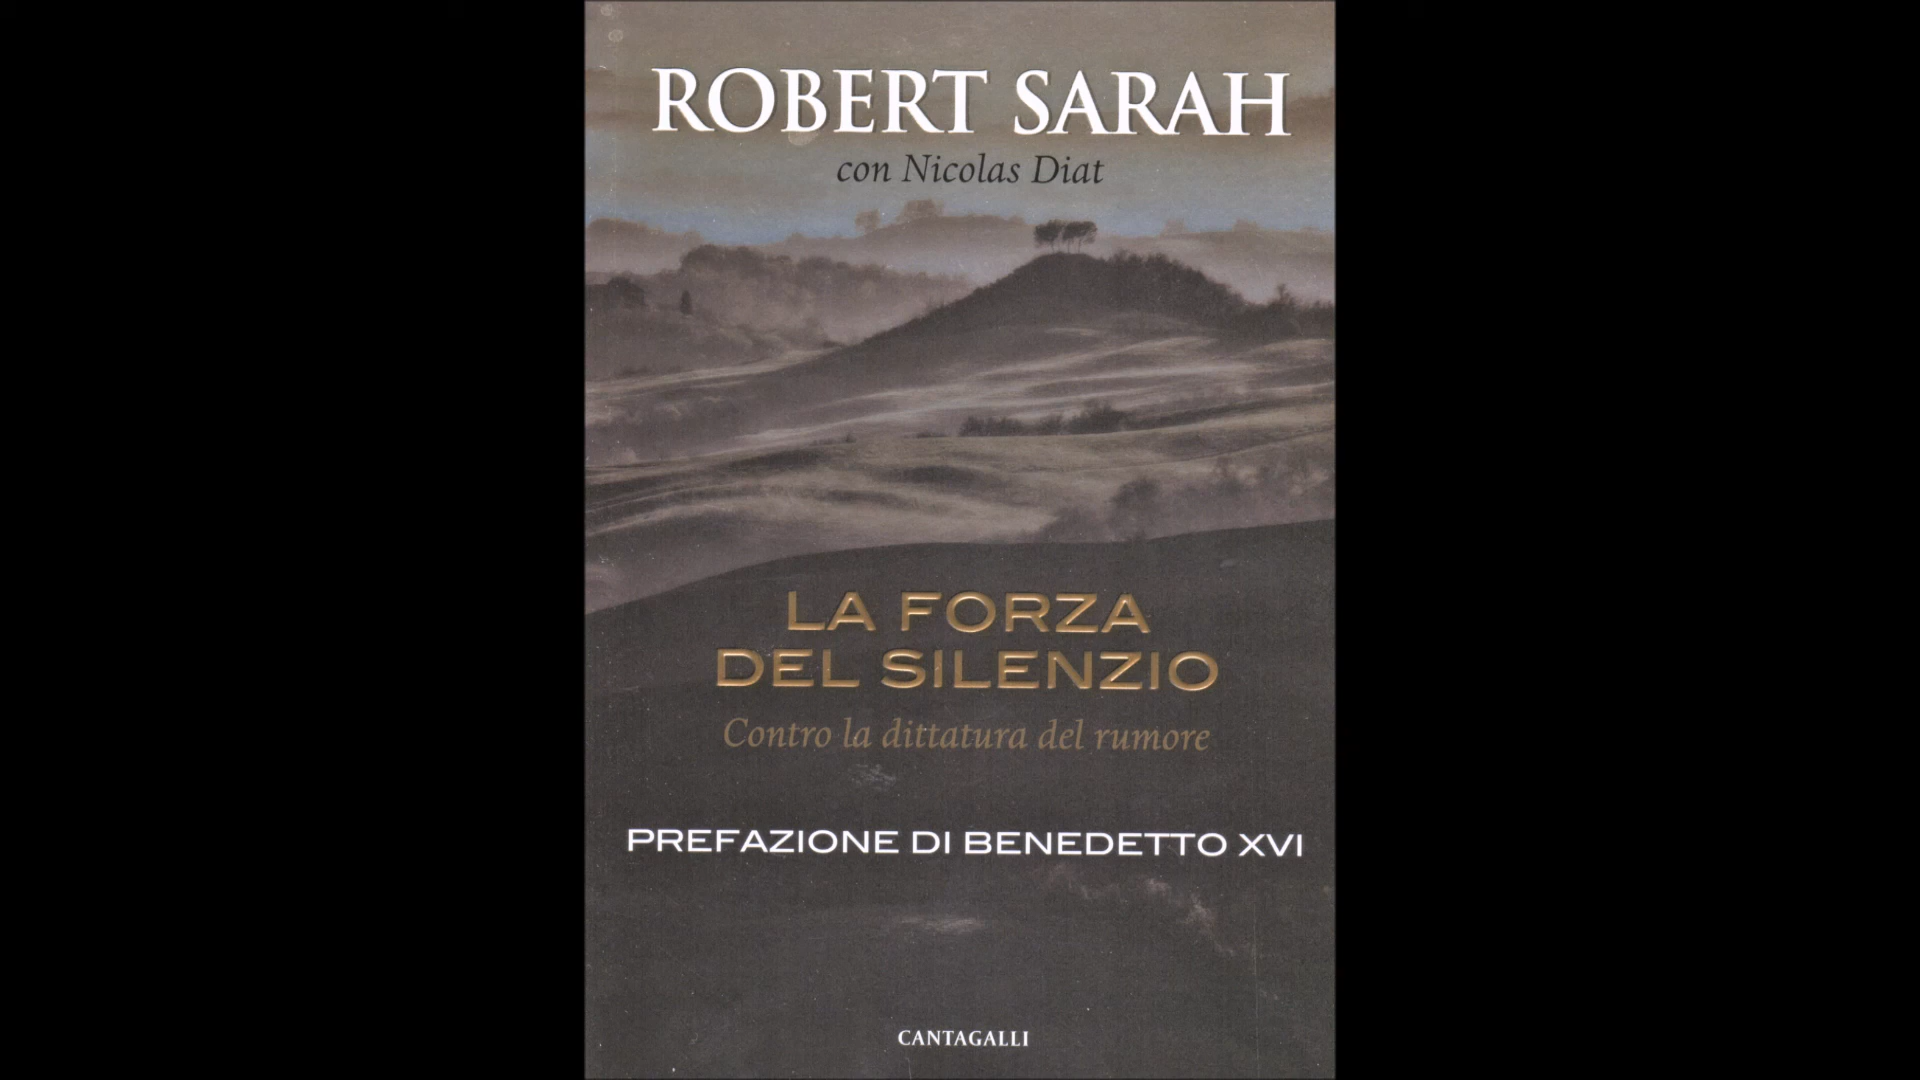 ROBERT SARAH
con Nicolas Diat
LA FORZA
DEL SILENZIO
Contro la dittatura del rumore
PREFAZIONE DI BENEDETTO XVI
CANTAGALLI